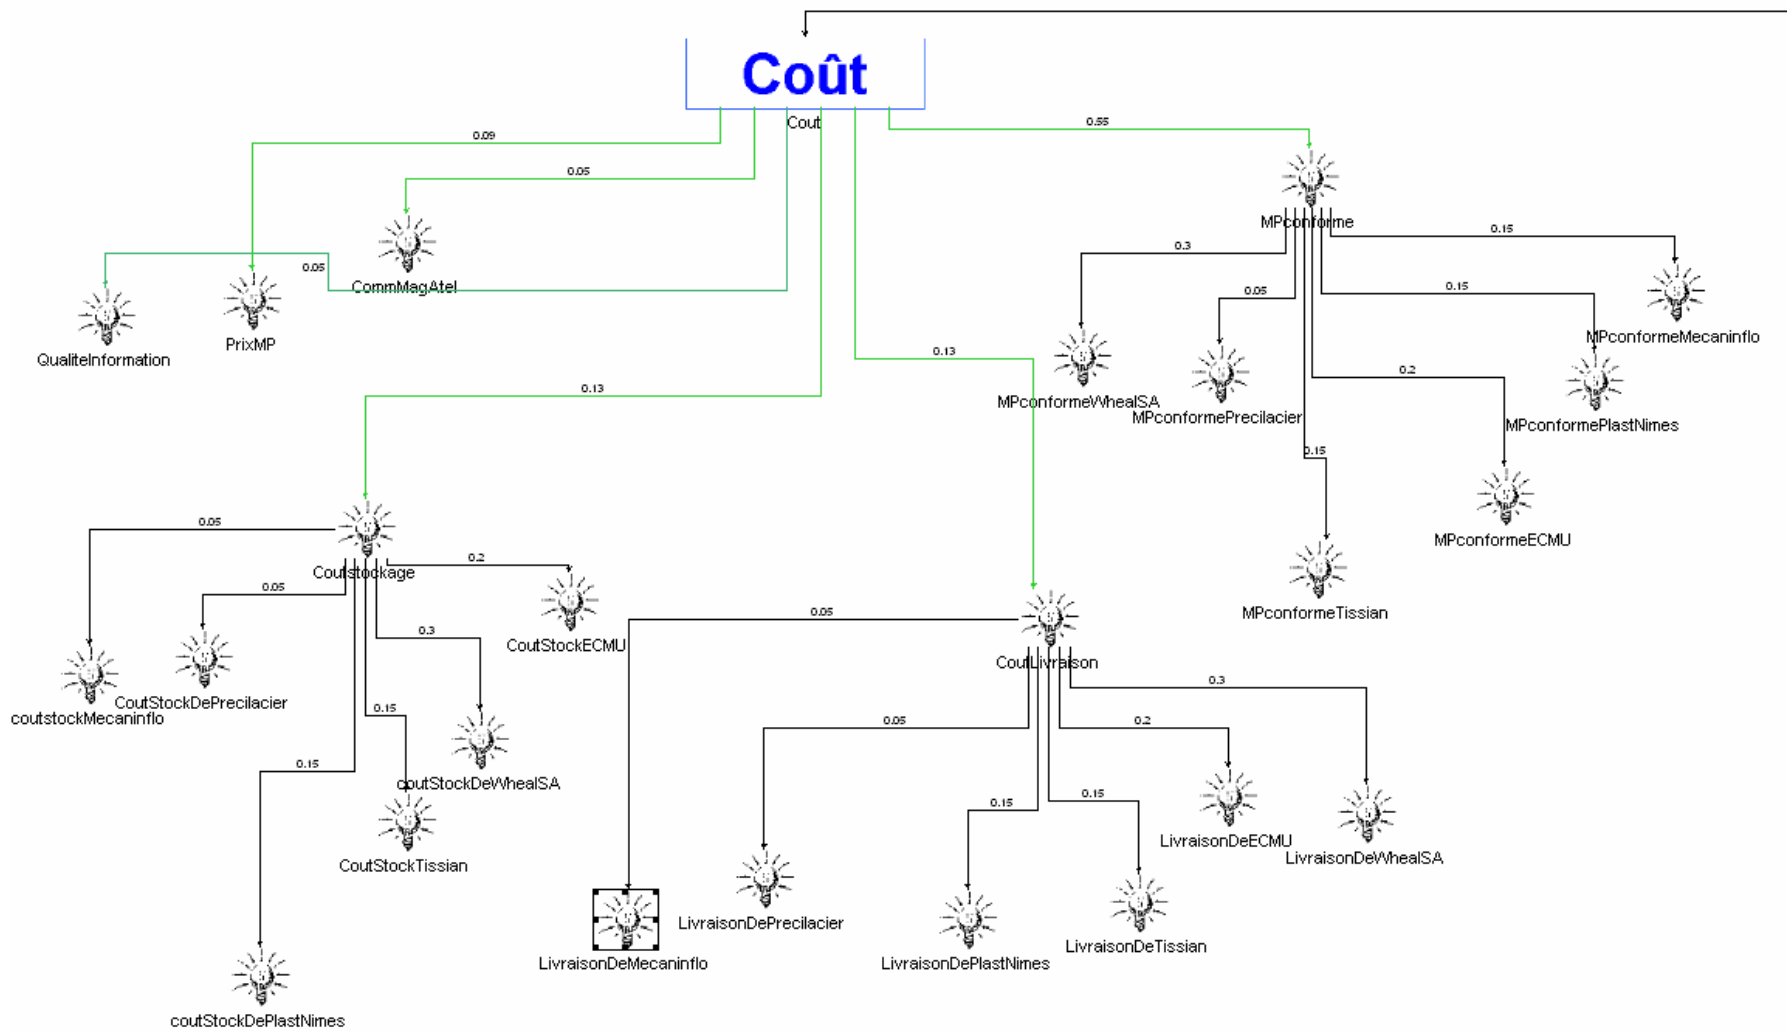 Coût
Cout
0.09
0.55
0.05
MPconforme
0.15
0.3
0.05
CommMagAtel
0.05
0.15
QualiteInformation
PrixMP
MPconformeMecaninflo
0.13
0.2
MPconformeWhealSA
MPconformePrecilacier
MPconformePlastNimes
0.13
0.15
MPconformeECMU
0.05
Coutstockage
0.2
MPconformeTissian
0.05
0.05
0.3
CoutStockECMU
CoutLivraison
0.3
CoutStockDePrecilacier
coutstockMecaninflo
0.15
0.05
0.2
0.15
coutStockDeWhealSA
0.15
0.15
CoutStockTissian
LivraisonDeECMU
LivraisonDeWhealSA
LivraisonDePrecilacier
LivraisonDeTissian
LivraisonDeMecaninflo
LivraisonDePlastNimes
coutStockDePlastNimes